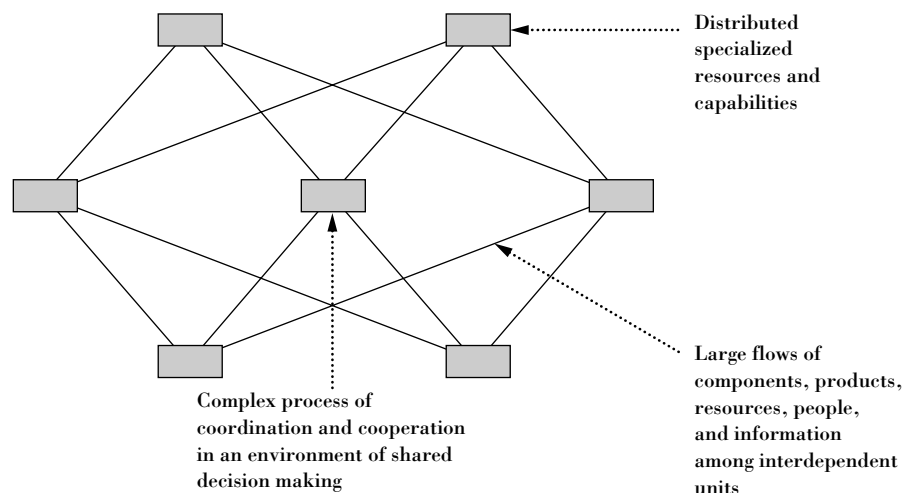 Distributed
specialized
resources and
capabilities
Large flows of
components, products,
resources, people,
and information
among interdependent
units
Complex process of
coordination and cooperation
in an environment of shared
decision making